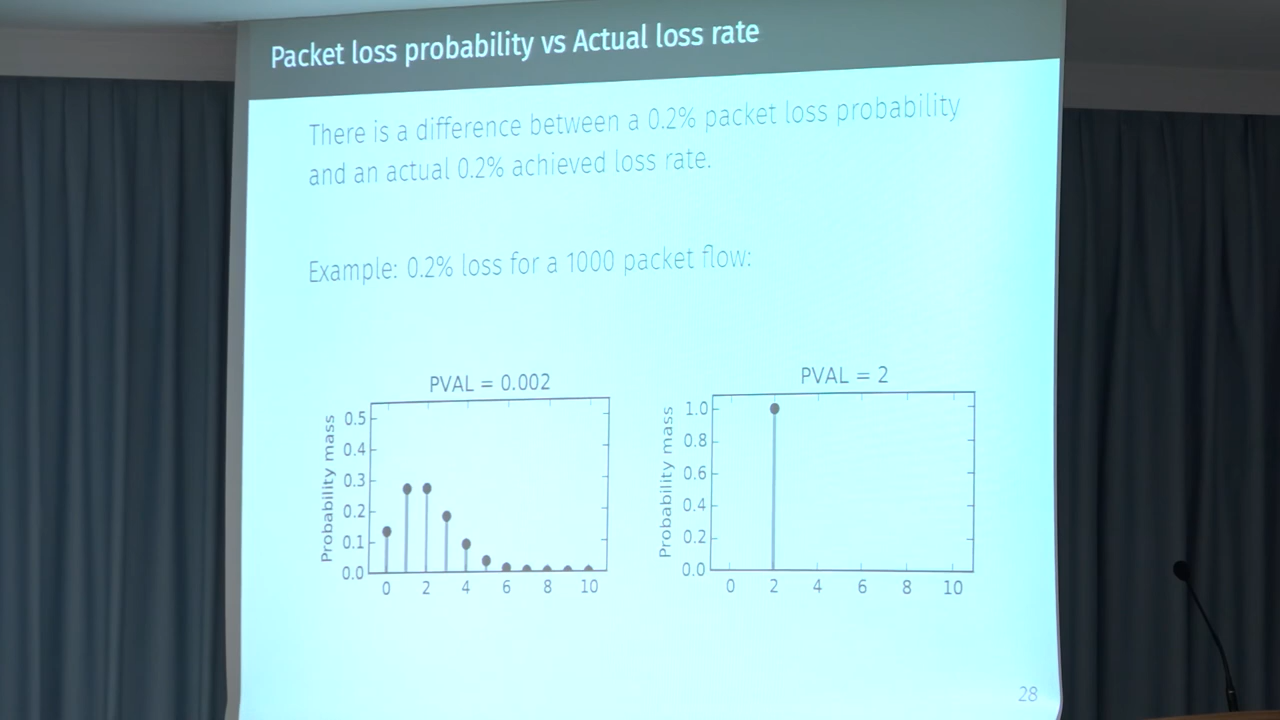 Packet loss probability vs Actual loss rate
There is a difference between a 0.2% packet loss probability
and an actual 0.2% achieved loss rate.
Example: 0.2% loss for a 1000 packet flow:
PVAL = 0.002
Probability mass
0.5
0.4
0.3
0.2
0.1
0.0
0 2 4 6 8 10
PVAL = 2
Probability mass
1.0
0.8
0.6
0.4
0.2
0.0
0 2 4 6 8 10
28